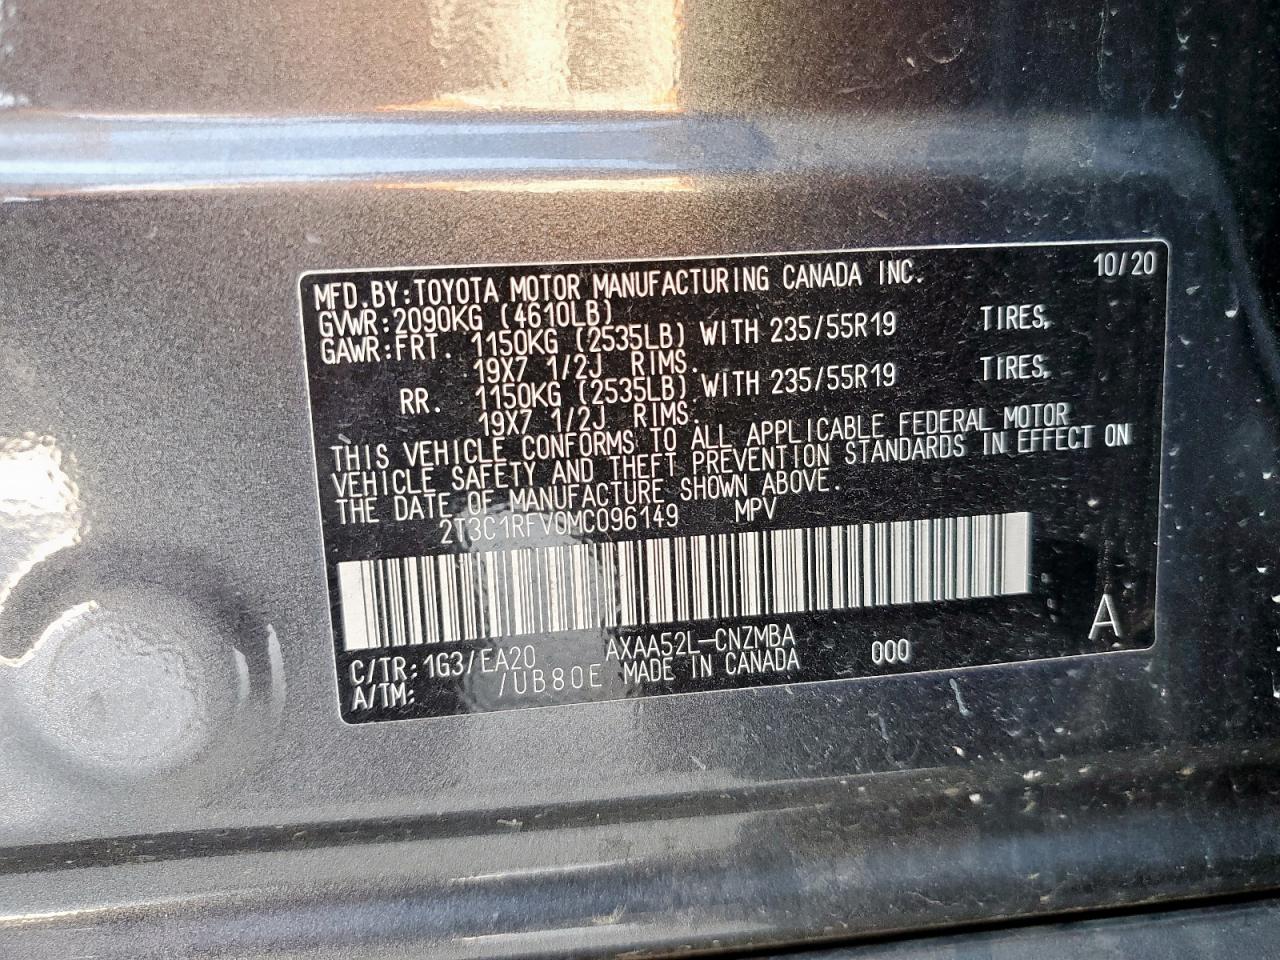 MFD.BY:TOYOTA MOTOR MANUFACTURING CANADA INC. 10/20
GVWR:2090KG (4610LB)
GAWR:FRT. 1150KG (2535LB) WITH 235/55R19 TIRES,
19X7 1/2J RIMS.
RR. 1150KG (2535LB) WITH 235/55R19 TIRES,
19X7 1/2J RIMS.
THIS VEHICLE CONFORMS TO ALL APPLICABLE FEDERAL MOTOR
VEHICLE SAFETY AND THEFT PREVENTION STANDARDS IN EFFECT ON
THE DATE OF MANUFACTURE SHOWN ABOVE.
2T3C1RFV0MC096149 MPV
C/TR: 1G3/EA20 AXAA52L-CNZMBA 000 A
A/TM: /UB80E MADE IN CANADA